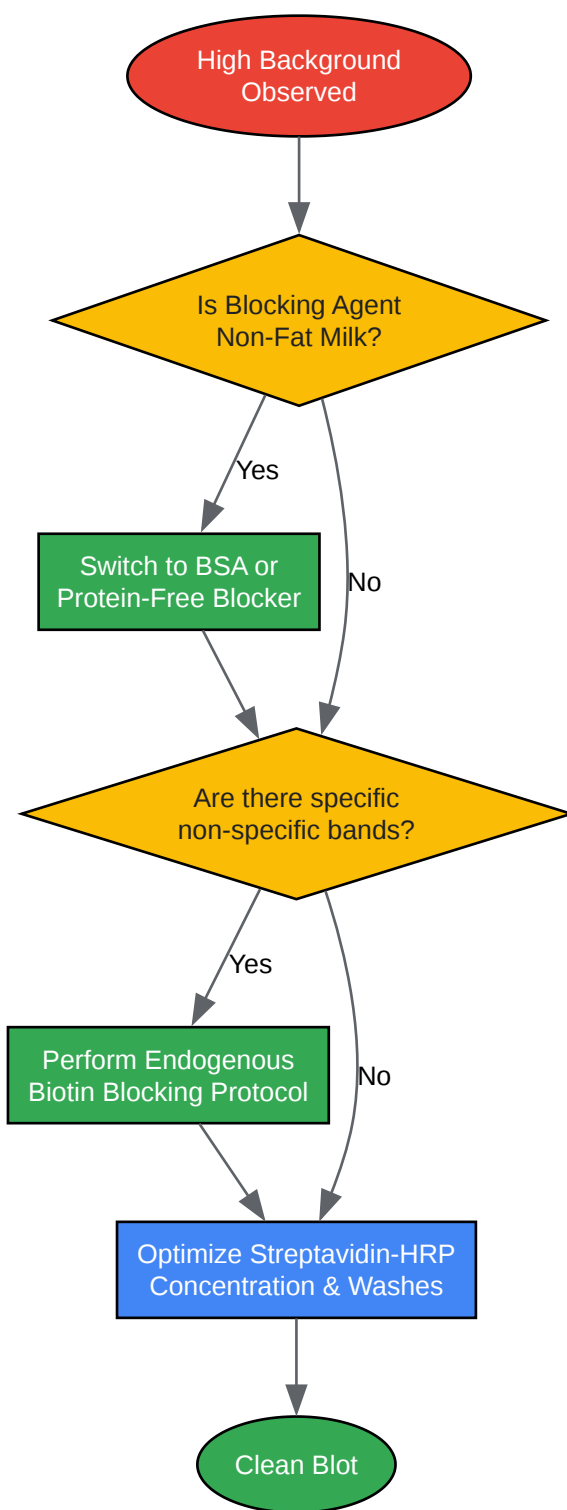 High Background
Observed
Is Blocking Agent
Non-Fat Milk?
Yes
Switch to BSA or
Protein-Free Blocker
No
Are there specific
non-specific bands?
Yes
Perform Endogenous
Biotin Blocking Protocol
No
Optimize Streptavidin-HRP
Concentration & Washes
Clean Blot